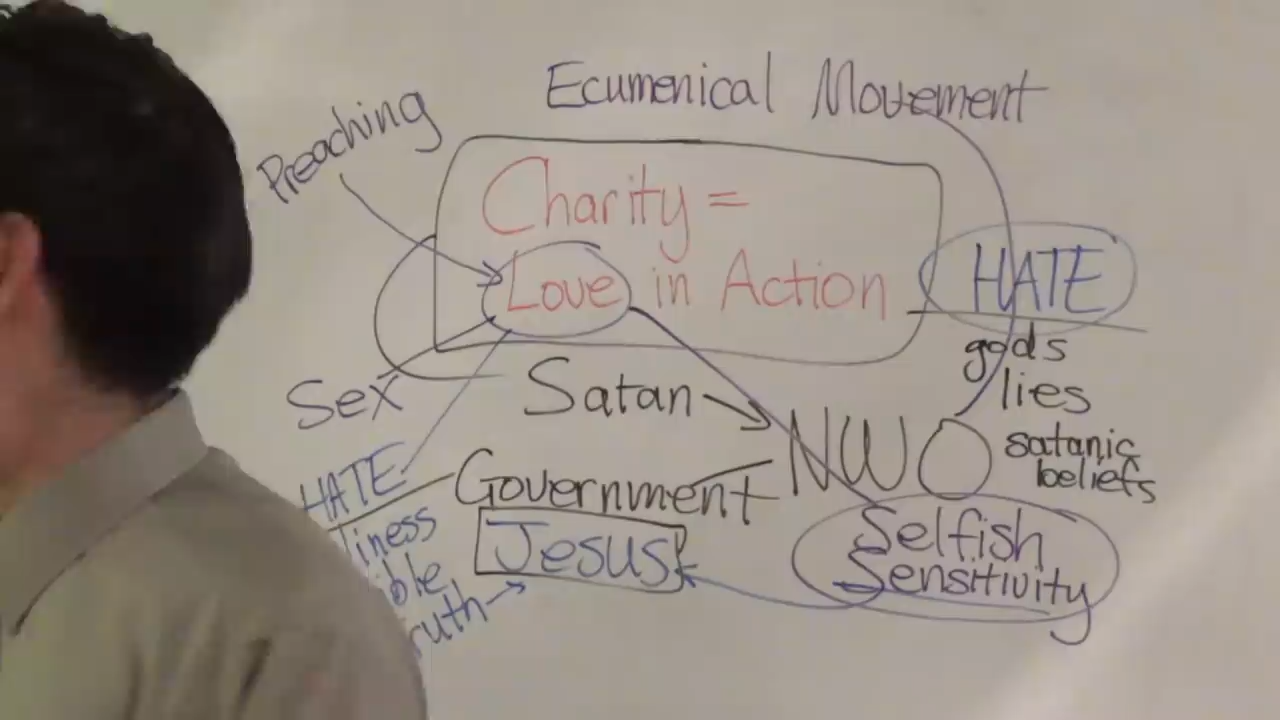 Ecumenical Movement
Preaching
Charity =
Love in Action
HATE
gods
lies
satanic
beliefs
Sex
Satan
NWO
HATE
Government
Jesus
Selfish
Sensitivity